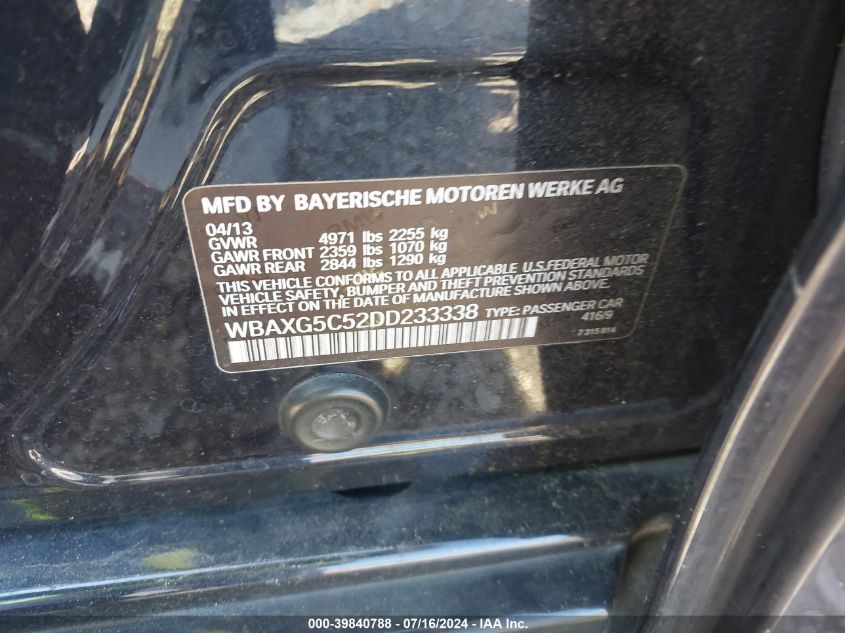 MFD BY BAYERISCHE MOTOREN WERKE AG
04/13
GVWR 4971 lbs 2255 kg
GAWR FRONT 2359 lbs 1070 kg
GAWR REAR 2844 lbs 1290 kg
THIS VEHICLE CONFORMS TO ALL APPLICABLE U.S. FEDERAL MOTOR
VEHICLE SAFETY, BUMPER AND THEFT PREVENTION STANDARDS
IN EFFECT ON THE DATE OF MANUFACTURE SHOWN ABOVE.
WBAXG5C52DD233338 TYPE: PASSENGER CAR
416/9
7 315 814
000-39840788 - 07/16/2024 - IAA Inc.